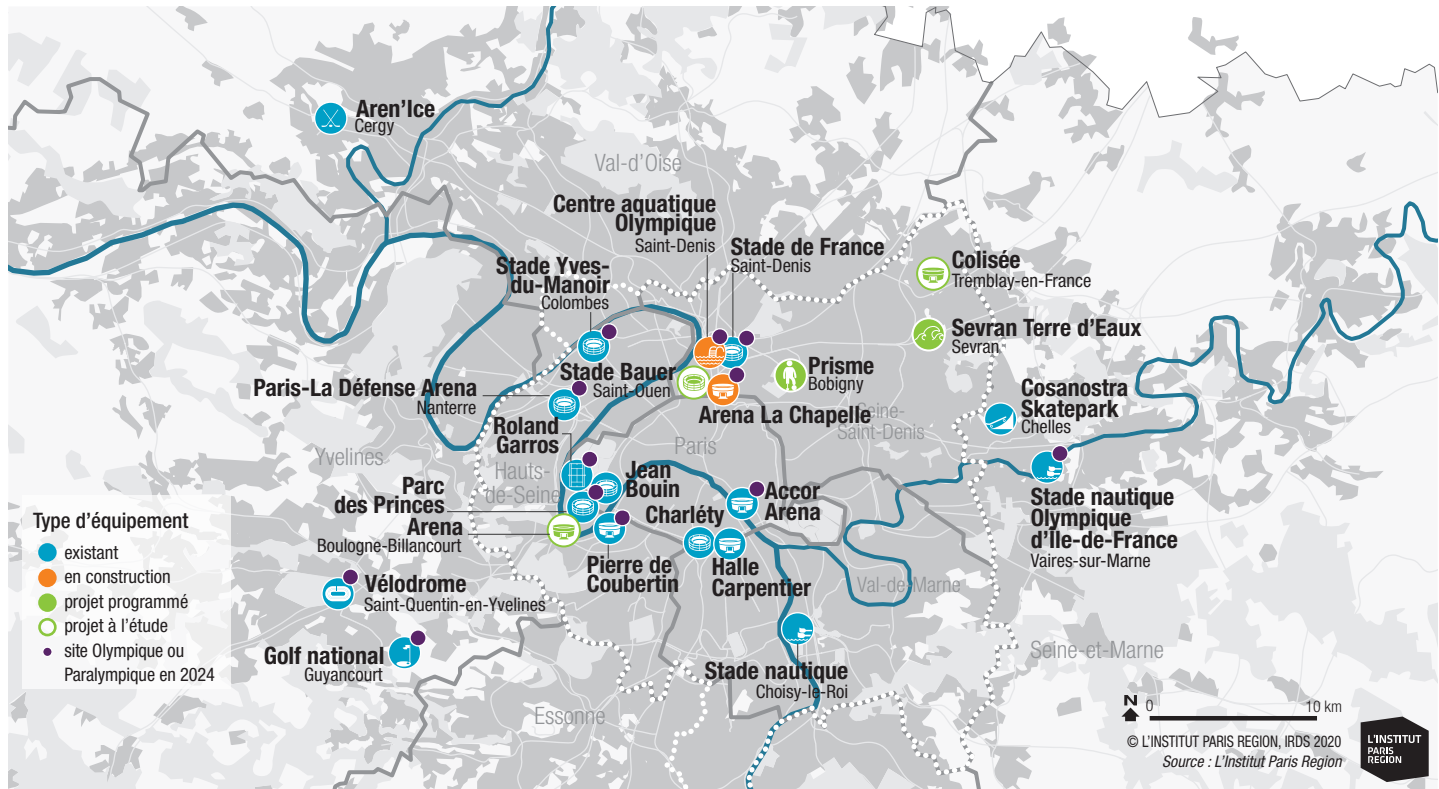 Aren'Ice
Cergy
Val-d'Oise
Centre aquatique
Olympique
Saint-Denis
Stade de France
Saint-Denis
Stade Yves-
du-Manoir
Colombes
Colisée
Tremblay-en-France
Sevran Terre d'Eaux
Sevran
Stade Bauer
Saint-Ouen
Prisme
Bobigny
Paris-La Défense Arena
Nanterre
Arena La Chapelle
Seine-
Saint-Denis
Cosanostra
Skatepark
Chelles
Roland
Garros
Paris
Yvelines
Hauts-
de-Seine
Jean
Bouin
Parc
des Princes
Arena
Boulogne-Billancourt
Accor
Arena
Charléty
Stade nautique
Olympique
d'Ile-de-France
Vaires-sur-Marne
Pierre de
Coubertin
Halle
Carpentier
Val-de-Marne
Vélodrome
Saint-Quentin-en-Yvelines
Golf national
Guyancourt
Stade nautique
Choisy-le-Roi
Seine-et-Marne
Essonne
Type d'équipement
existant
en construction
projet programmé
projet à l'étude
site Olympique ou
Paralympique en 2024
N
0 10 km
© L'INSTITUT PARIS REGION, IRDS 2020
Source : L'Institut Paris Region
L'INSTITUT
PARIS
REGION